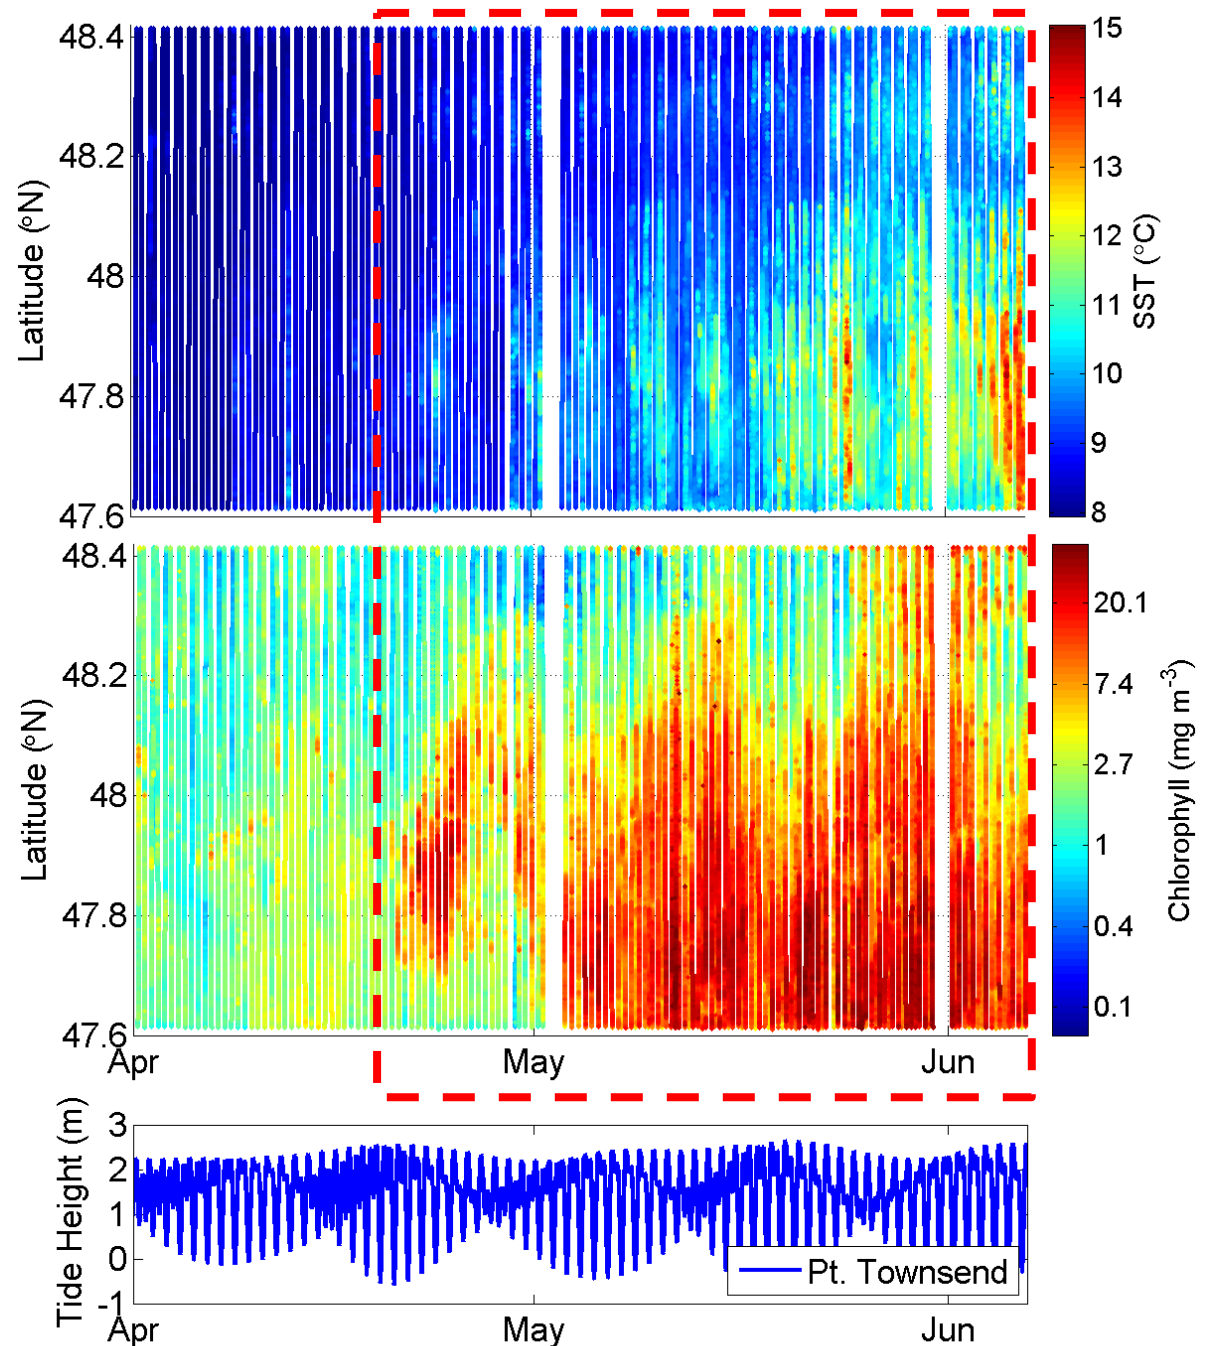 48.4
48.2
48
47.8
47.6
Latitude (°N)
15
14
13
12
11
10
9
8
SST (°C)
48.4
48.2
48
47.8
47.6
Latitude (°N)
Apr
May
Jun
20.1
7.4
2.7
1
0.4
0.1
Chlorophyll (mg m⁻³)
3
2
1
0
-1
Tide Height (m)
Pt. Townsend
Apr
May
Jun